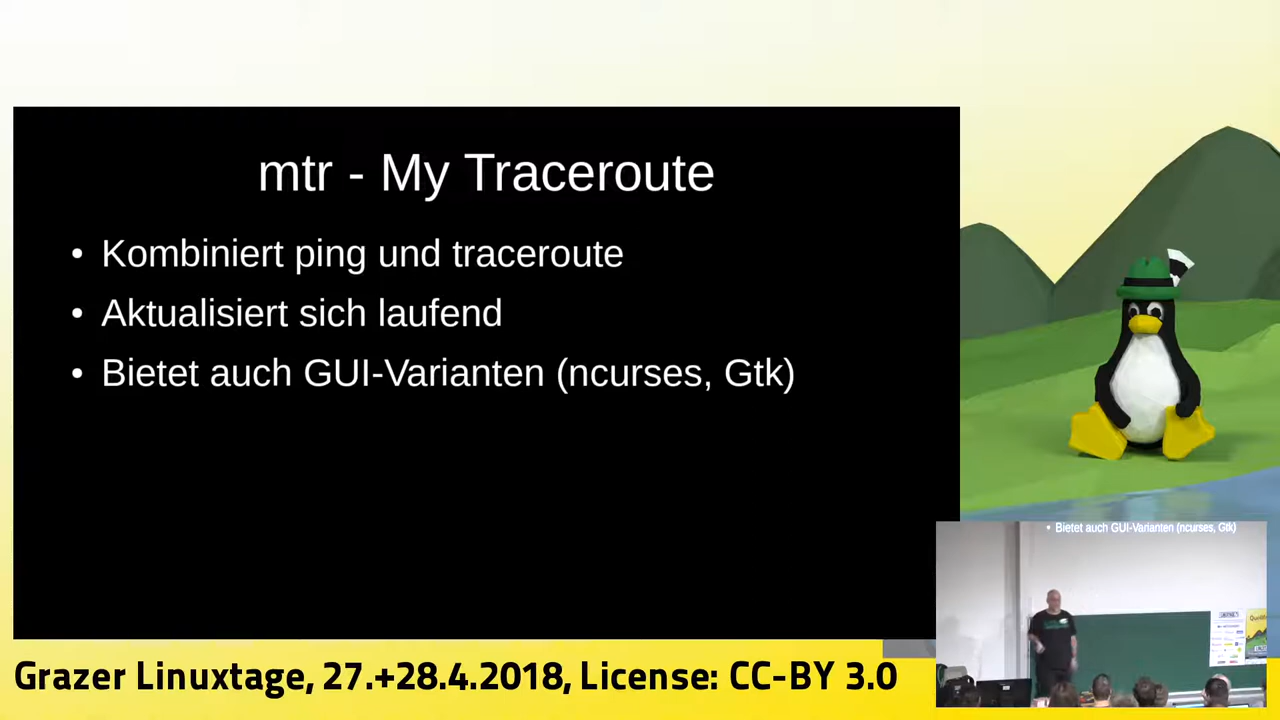 mtr - My Traceroute
• Kombiniert ping und traceroute
• Aktualisiert sich laufend
• Bietet auch GUI-Varianten (ncurses, Gtk)
• Bietet auch GUI-Varianten (ncurses, Gtk)
Grazer Linuxtage, 27.+28.4.2018, License: CC-BY 3.0